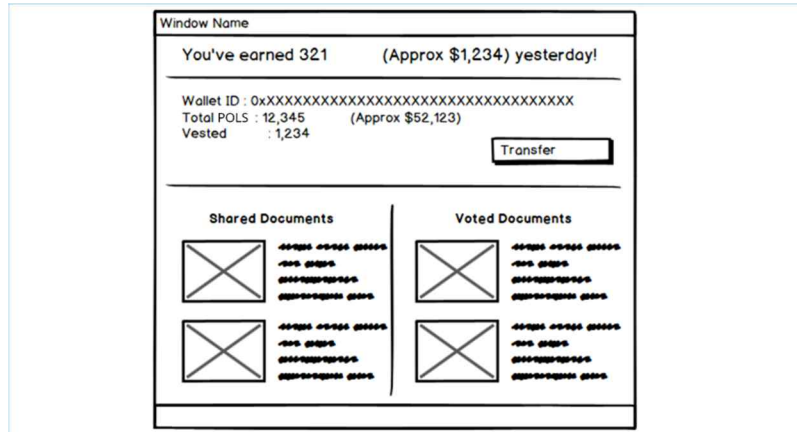 Window Name
You've earned 321 (Approx $1,234) yesterday!
Wallet ID : 0xXXXXXXXXXXXXXXXXXXXXXXXXXXXXXXXXXX
Total POLS : 12,345 (Approx $52,123)
Vested : 1,234
Transfer
Shared Documents
Voted Documents